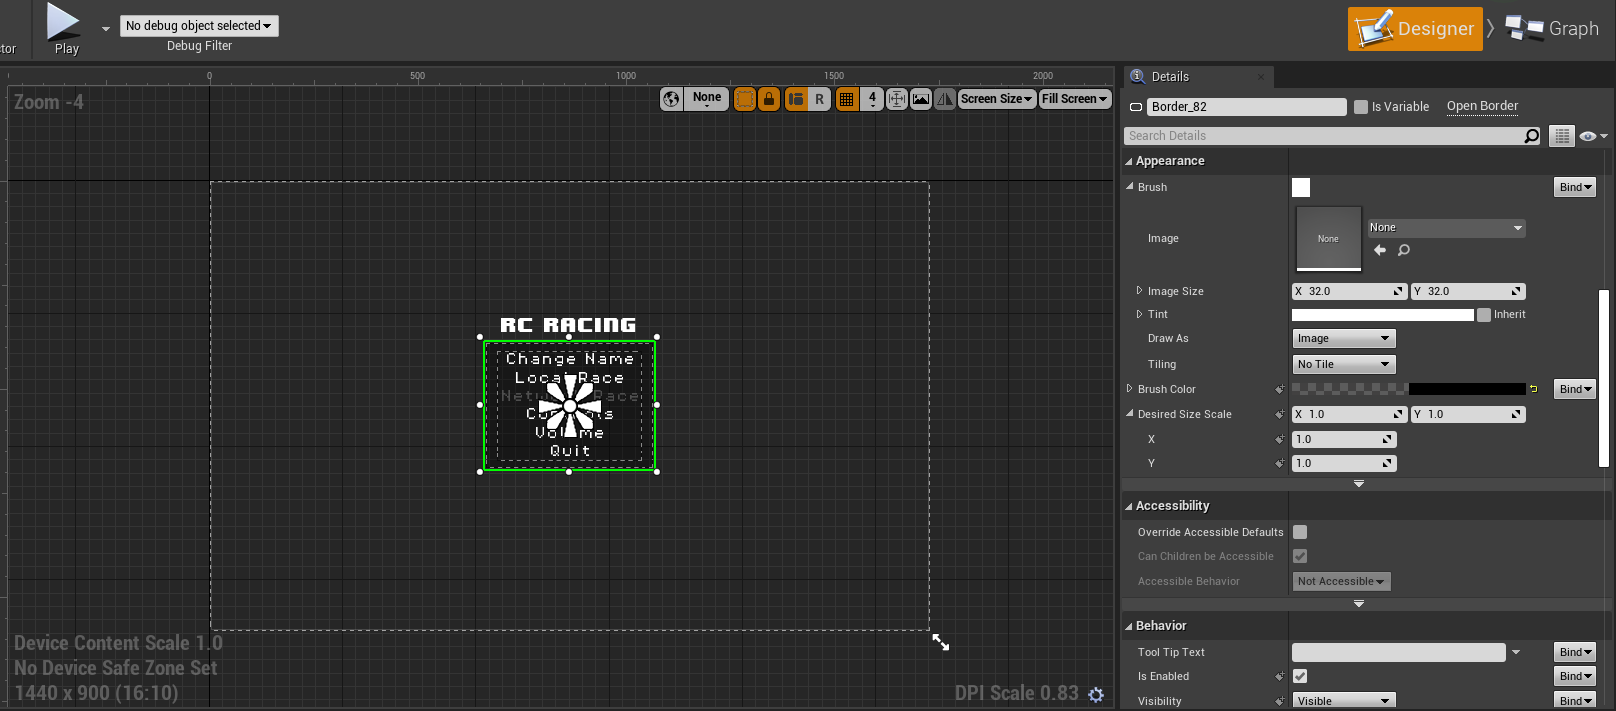 tor
Play
No debug object selected
Debug Filter
Designer
Graph
0
500
1000
1500
2000
Zoom -4
None
R
4
Screen Size
Fill Screen
RC RACING
Change Name
Local Race
Network Race
Controls
Volume
Quit
Device Content Scale 1.0
No Device Safe Zone Set
1440 x 900 (16:10)
DPI Scale 0.83
Details
Border_82
Is Variable
Open Border
Search Details
Appearance
Brush
Bind
Image
None
None
Image Size
X 32.0
Y 32.0
Tint
Inherit
Draw As
Image
Tiling
No Tile
Brush Color
Bind
Desired Size Scale
X 1.0
Y 1.0
X
1.0
Y
1.0
Accessibility
Override Accessible Defaults
Can Children be Accessible
Accessible Behavior
Not Accessible
Behavior
Tool Tip Text
Bind
Is Enabled
Bind
Visibility
Visible
Bind